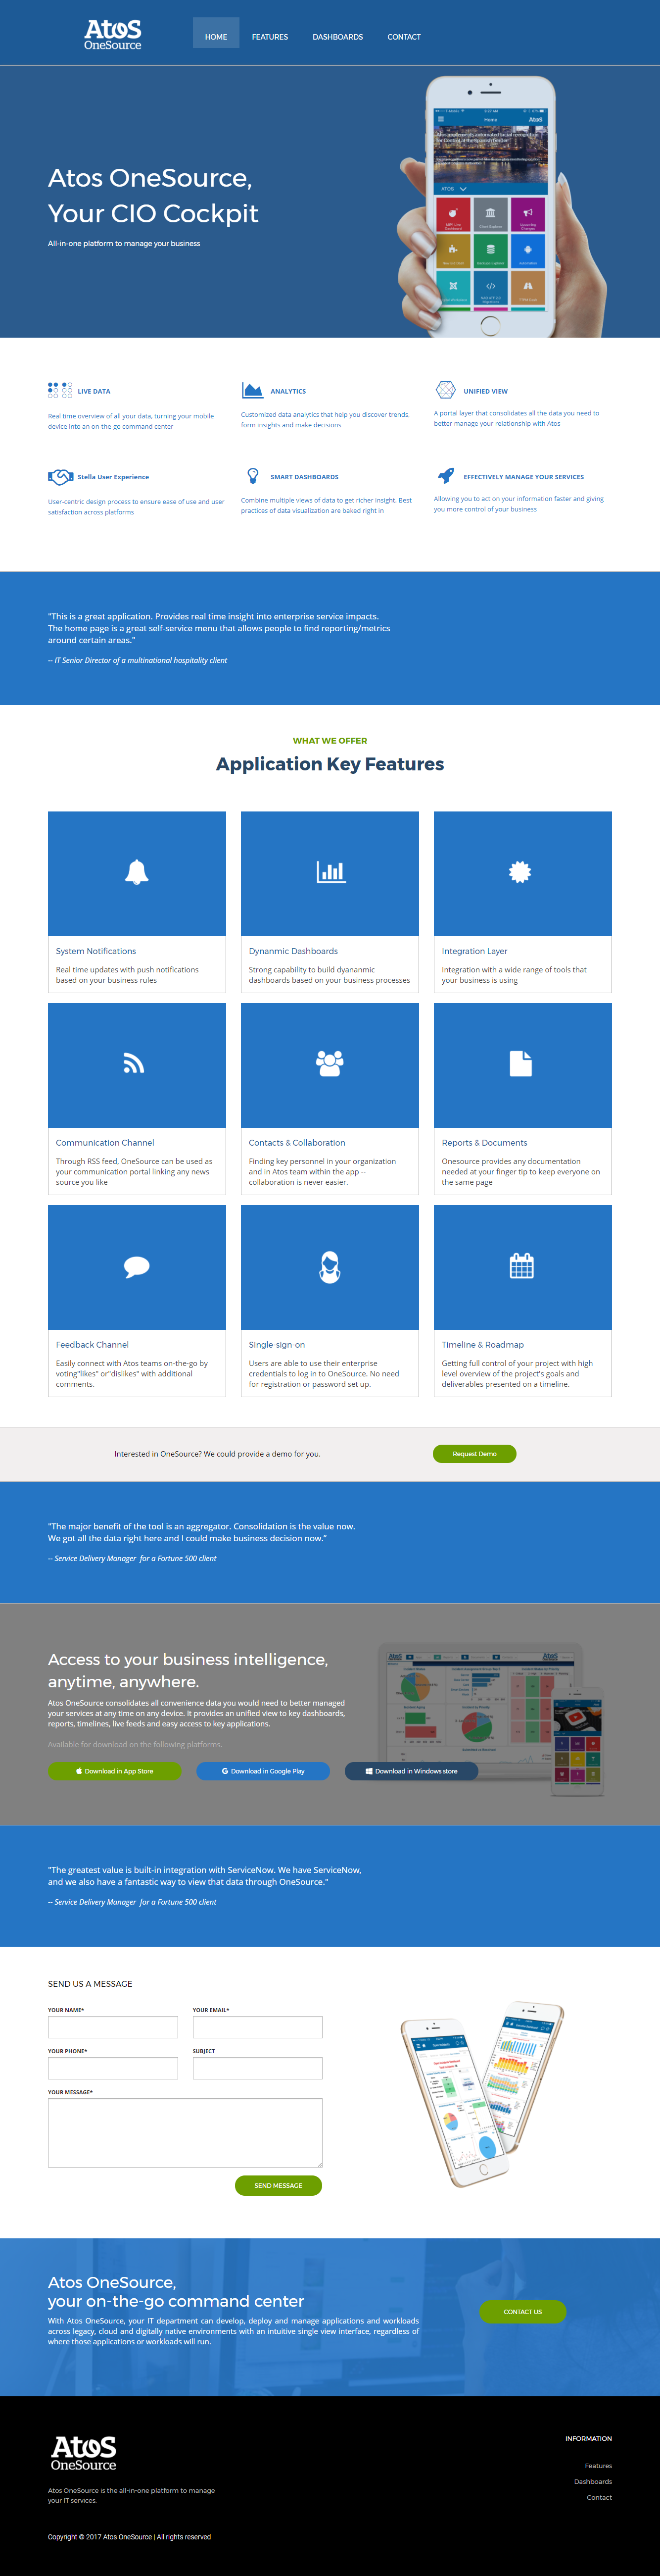 Atos
OneSource
HOME
FEATURES
DASHBOARDS
CONTACT
Home
Atos
ATOS
Atos OneSource,
Your CIO Cockpit
All-in-one platform to manage your business
LIVE DATA
Real time overview of all your data, turning your mobile
device into an on-the-go command center
ANALYTICS
Customized data analytics that help you discover trends,
form insights and make decisions
UNIFIED VIEW
A portal layer that consolidates all the data you need to
better manage your relationship with Atos
Stella User Experience
User-centric design process to ensure ease of use and user
satisfaction across platforms
SMART DASHBOARDS
Combine multiple views of data to get richer insight. Best
practices of data visualization are baked right in
EFFECTIVELY MANAGE YOUR SERVICES
Allowing you to act on your information faster and giving
you more control of your business
"This is a great application. Provides real time insight into enterprise service impacts.
The home page is a great self-service menu that allows people to find reporting/metrics
around certain areas."
-- IT Senior Director of a multinational hospitality client
WHAT WE OFFER
Application Key Features
System Notifications
Real time updates with push notifications
based on your business rules
Dynanmic Dashboards
Strong capability to build dyananmic
dashboards based on your business processes
Integration Layer
Integration with a wide range of tools that
your business is using
Communication Channel
Through RSS feed, OneSource can be used as
your communication portal linking any news
source you like
Contacts & Collaboration
Finding key personnel in your organization
and in Atos team within the app --
collaboration is never easier.
Reports & Documents
Onesource provides any documentation
needed at your finger tip to keep everyone on
the same page
Feedback Channel
Easily connect with Atos teams on-the-go by
voting"likes" or"dislikes" with additional
comments.
Single-sign-on
Users are able to use their enterprise
credentials to log in to OneSource. No need
for registration or password set up.
Timeline & Roadmap
Getting full control of your project with high
level overview of the project's goals and
deliverables presented on a timeline.
Interested in OneSource? We could provide a demo for you.
Request Demo
"The major benefit of the tool is an aggregator. Consolidation is the value now.
We got all the data right here and I could make business decision now."
-- Service Delivery Manager for a Fortune 500 client
Access to your business intelligence,
anytime, anywhere.
Atos OneSource consolidates all convenience data you would need to better managed
your services at any time on any device. It provides an unified view to key dashboards,
reports, timelines, live feeds and easy access to key applications.
Available for download on the following platforms.
Download in App Store
Download in Google Play
Download in Windows store
"The greatest value is built-in integration with ServiceNow. We have ServiceNow,
and we also have a fantastic way to view that data through OneSource."
-- Service Delivery Manager for a Fortune 500 client
SEND US A MESSAGE
YOUR NAME*
YOUR EMAIL*
YOUR PHONE*
SUBJECT
YOUR MESSAGE*
SEND MESSAGE
Atos OneSource,
your on-the-go command center
With Atos OneSource, your IT department can develop, deploy and manage applications and workloads
across legacy, cloud and digitally native environments with an intuitive single view interface, regardless of
where those applications or workloads will run.
CONTACT US
Atos
OneSource
Atos OneSource is the all-in-one platform to manage
your IT services.
INFORMATION
Features
Dashboards
Contact
Copyright © 2017 Atos OneSource | All rights reserved